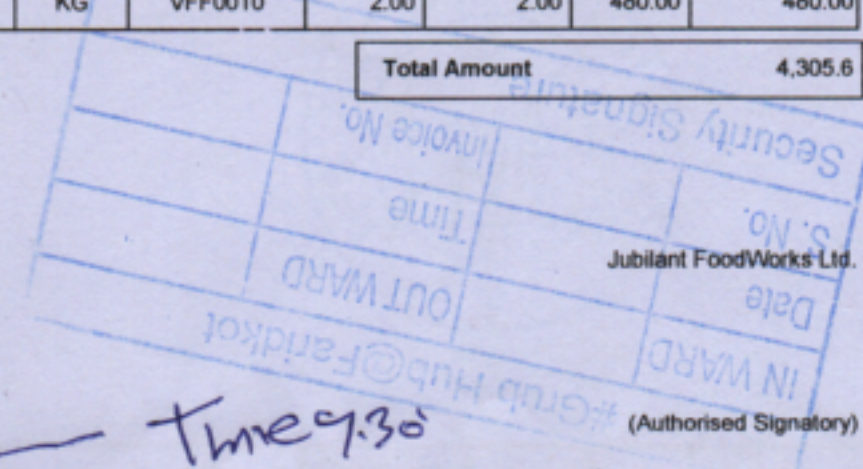 KG VFF0010 2.00 2.00 480.00 480.00
Total Amount 4,305.6
Jubilant FoodWorks Ltd.
(Authorised Signatory)
Time 9.30
#Grub Hub@Faridkot
IN WARD OUT WARD
Date Time
S. No. Invoice No.
Security Signature